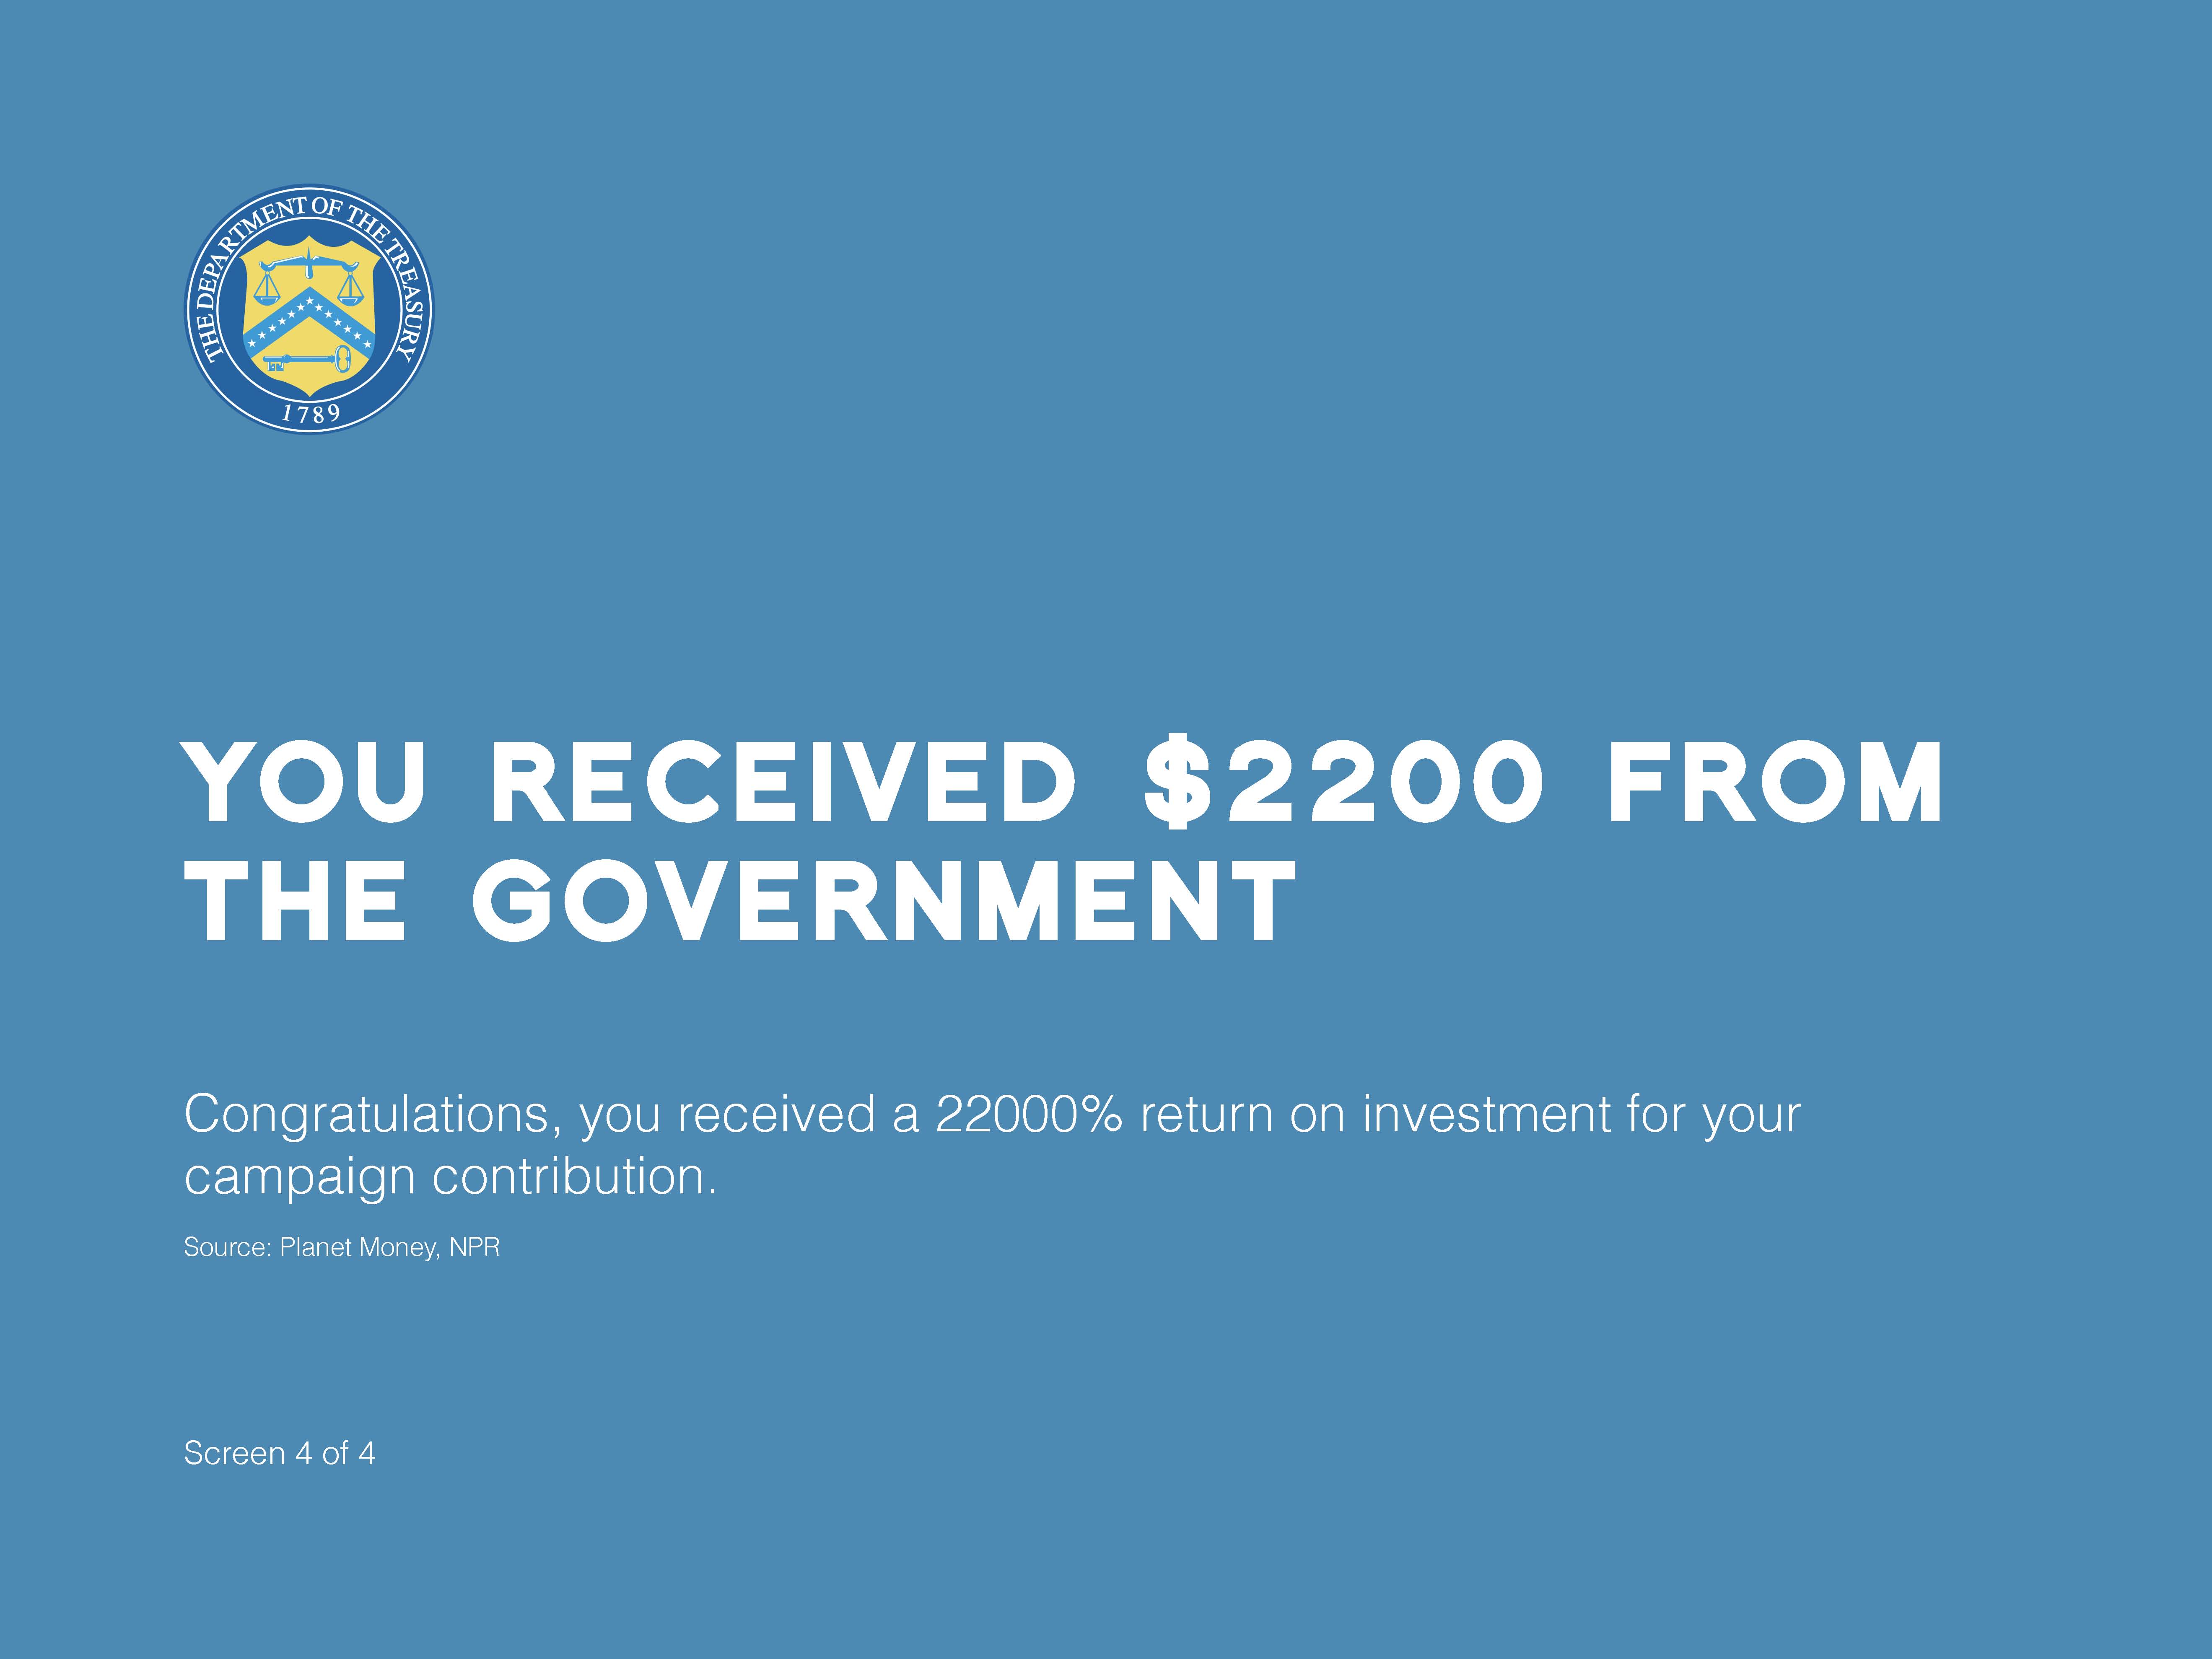 THE DEPARTMENT OF THE TREASURY
1789
YOU RECEIVED $2200 FROM
THE GOVERNMENT
Congratulations, you received a 22000% return on investment for your
campaign contribution.
Source: Planet Money, NPR
Screen 4 of 4